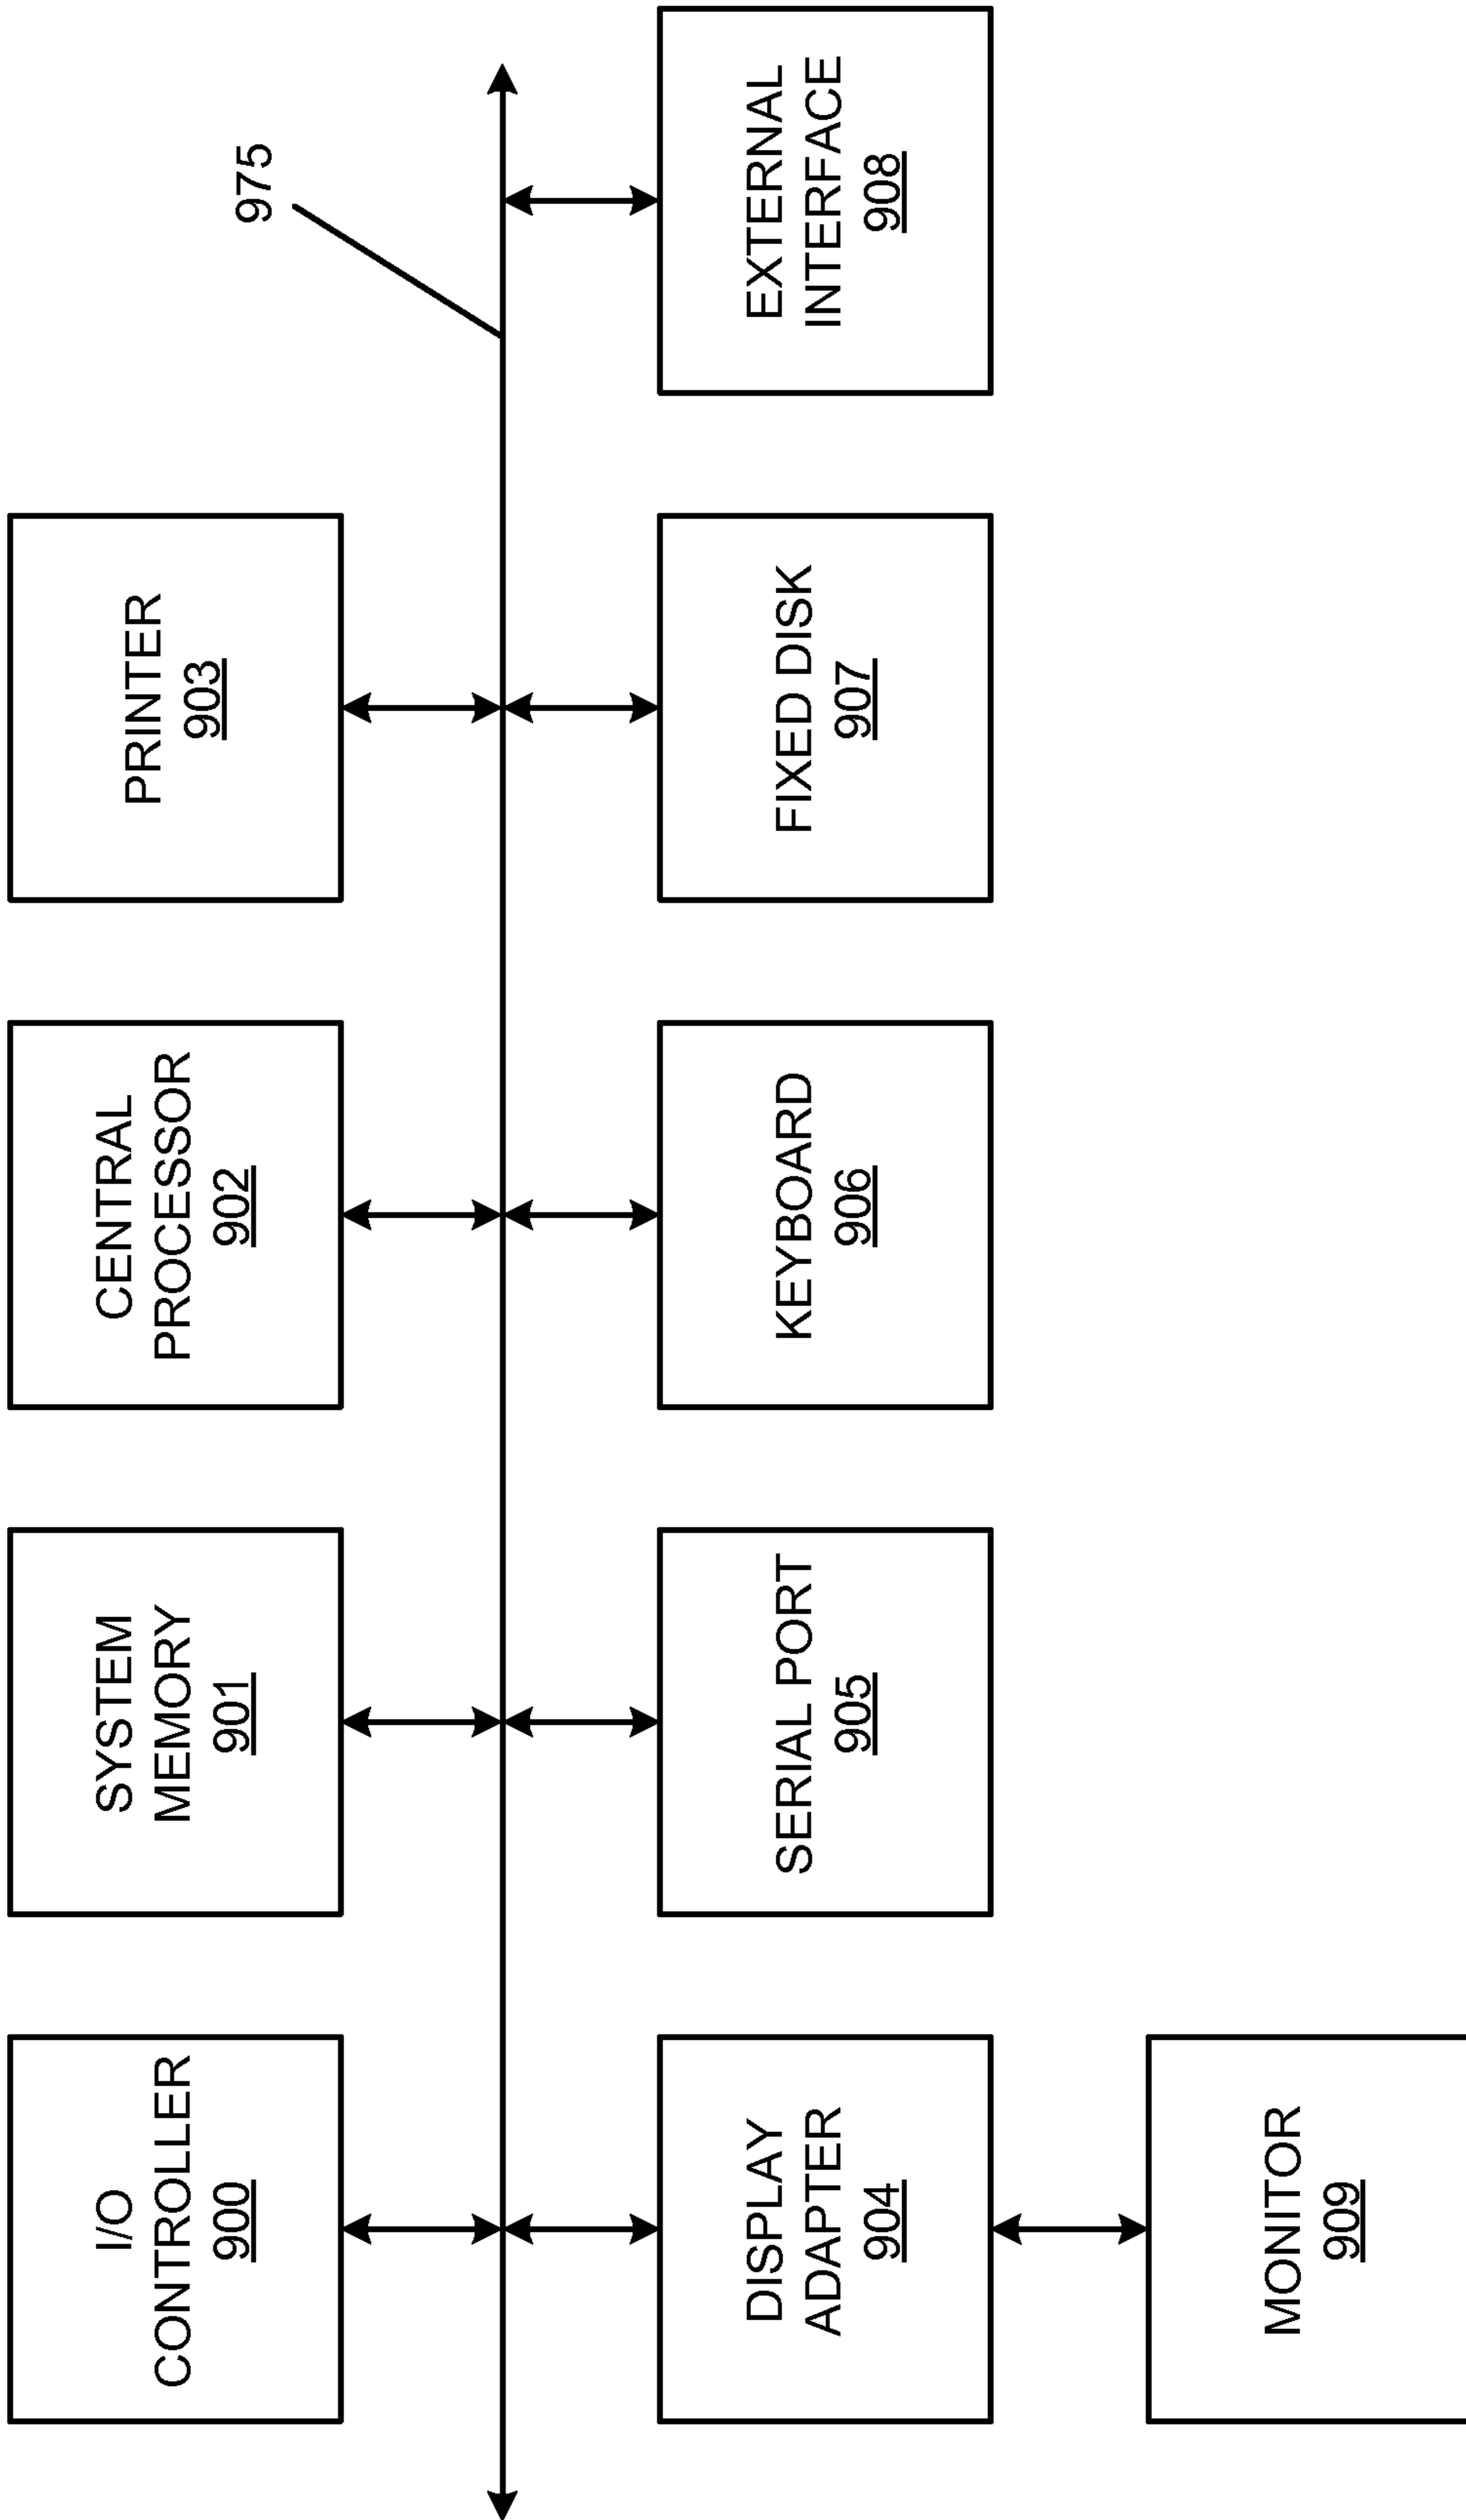 I/O
CONTROLLER
900
SYSTEM
MEMORY
901
CENTRAL
PROCESSOR
902
PRINTER
903
975
DISPLAY
ADAPTER
904
SERIAL PORT
905
KEYBOARD
906
FIXED DISK
907
EXTERNAL
INTERFACE
908
MONITOR
909